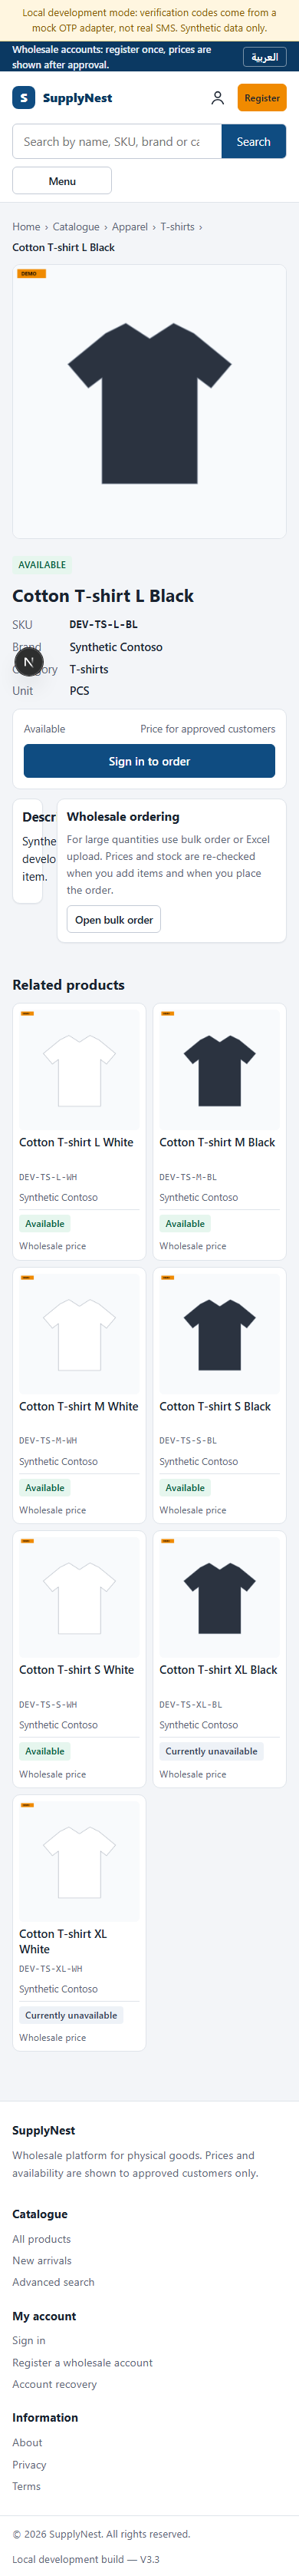 Local development mode: verification codes come from a
mock OTP adapter, not real SMS. Synthetic data only.
Wholesale accounts: register once, prices are
shown after approval.
العربية
S SupplyNest
Register
Search by name, SKU, brand or ca
Search
Menu
Home › Catalogue › Apparel › T-shirts ›
Cotton T-shirt L Black
DEMO
AVAILABLE
Cotton T-shirt L Black
SKU DEV-TS-L-BL
Brand Synthetic Contoso
N
T-shirts
Unit PCS
Available Price for approved customers
Sign in to order
Descr
Synthe
develo
item.
Wholesale ordering
For large quantities use bulk order or Excel
upload. Prices and stock are re-checked
when you add items and when you place
the order.
Open bulk order
Related products
Cotton T-shirt L White
DEV-TS-L-WH
Synthetic Contoso
Available
Wholesale price
Cotton T-shirt M Black
DEV-TS-M-BL
Synthetic Contoso
Available
Wholesale price
Cotton T-shirt M White
DEV-TS-M-WH
Synthetic Contoso
Available
Wholesale price
Cotton T-shirt S Black
DEV-TS-S-BL
Synthetic Contoso
Available
Wholesale price
Cotton T-shirt S White
DEV-TS-S-WH
Synthetic Contoso
Available
Wholesale price
Cotton T-shirt XL Black
DEV-TS-XL-BL
Synthetic Contoso
Currently unavailable
Wholesale price
Cotton T-shirt XL
White
DEV-TS-XL-WH
Synthetic Contoso
Currently unavailable
Wholesale price
SupplyNest
Wholesale platform for physical goods. Prices and
availability are shown to approved customers only.
Catalogue
All products
New arrivals
Advanced search
My account
Sign in
Register a wholesale account
Account recovery
Information
About
Privacy
Terms
© 2026 SupplyNest. All rights reserved.
Local development build — V3.3